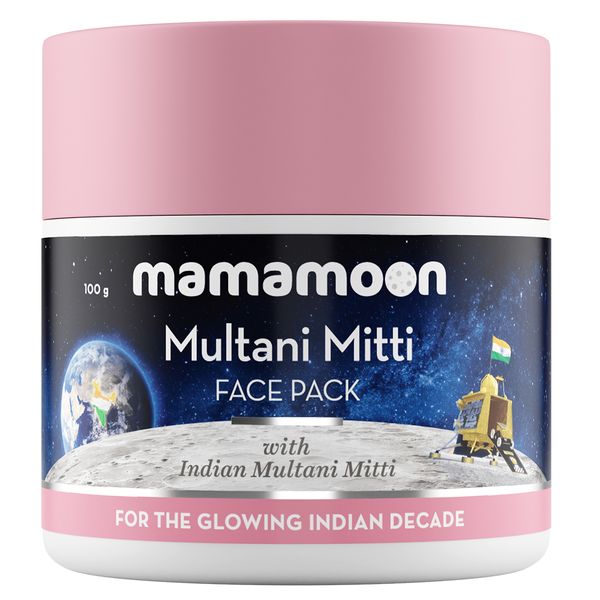 100 g
mamamoon
Multani Mitti
FACE PACK
with
Indian Multani Mitti
FOR THE GLOWING INDIAN DECADE